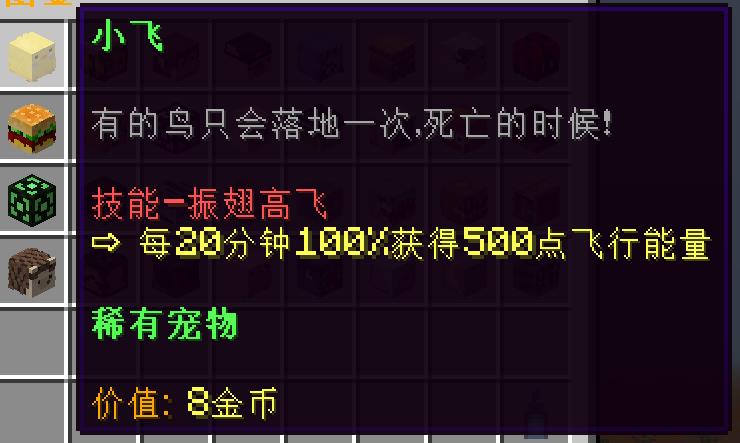 小飞
有的鸟只会落地一次,死亡的时候!
技能-振翅高飞
⇨ 每20分钟100%获得500点飞行能量
稀有宠物
价值: 8金币